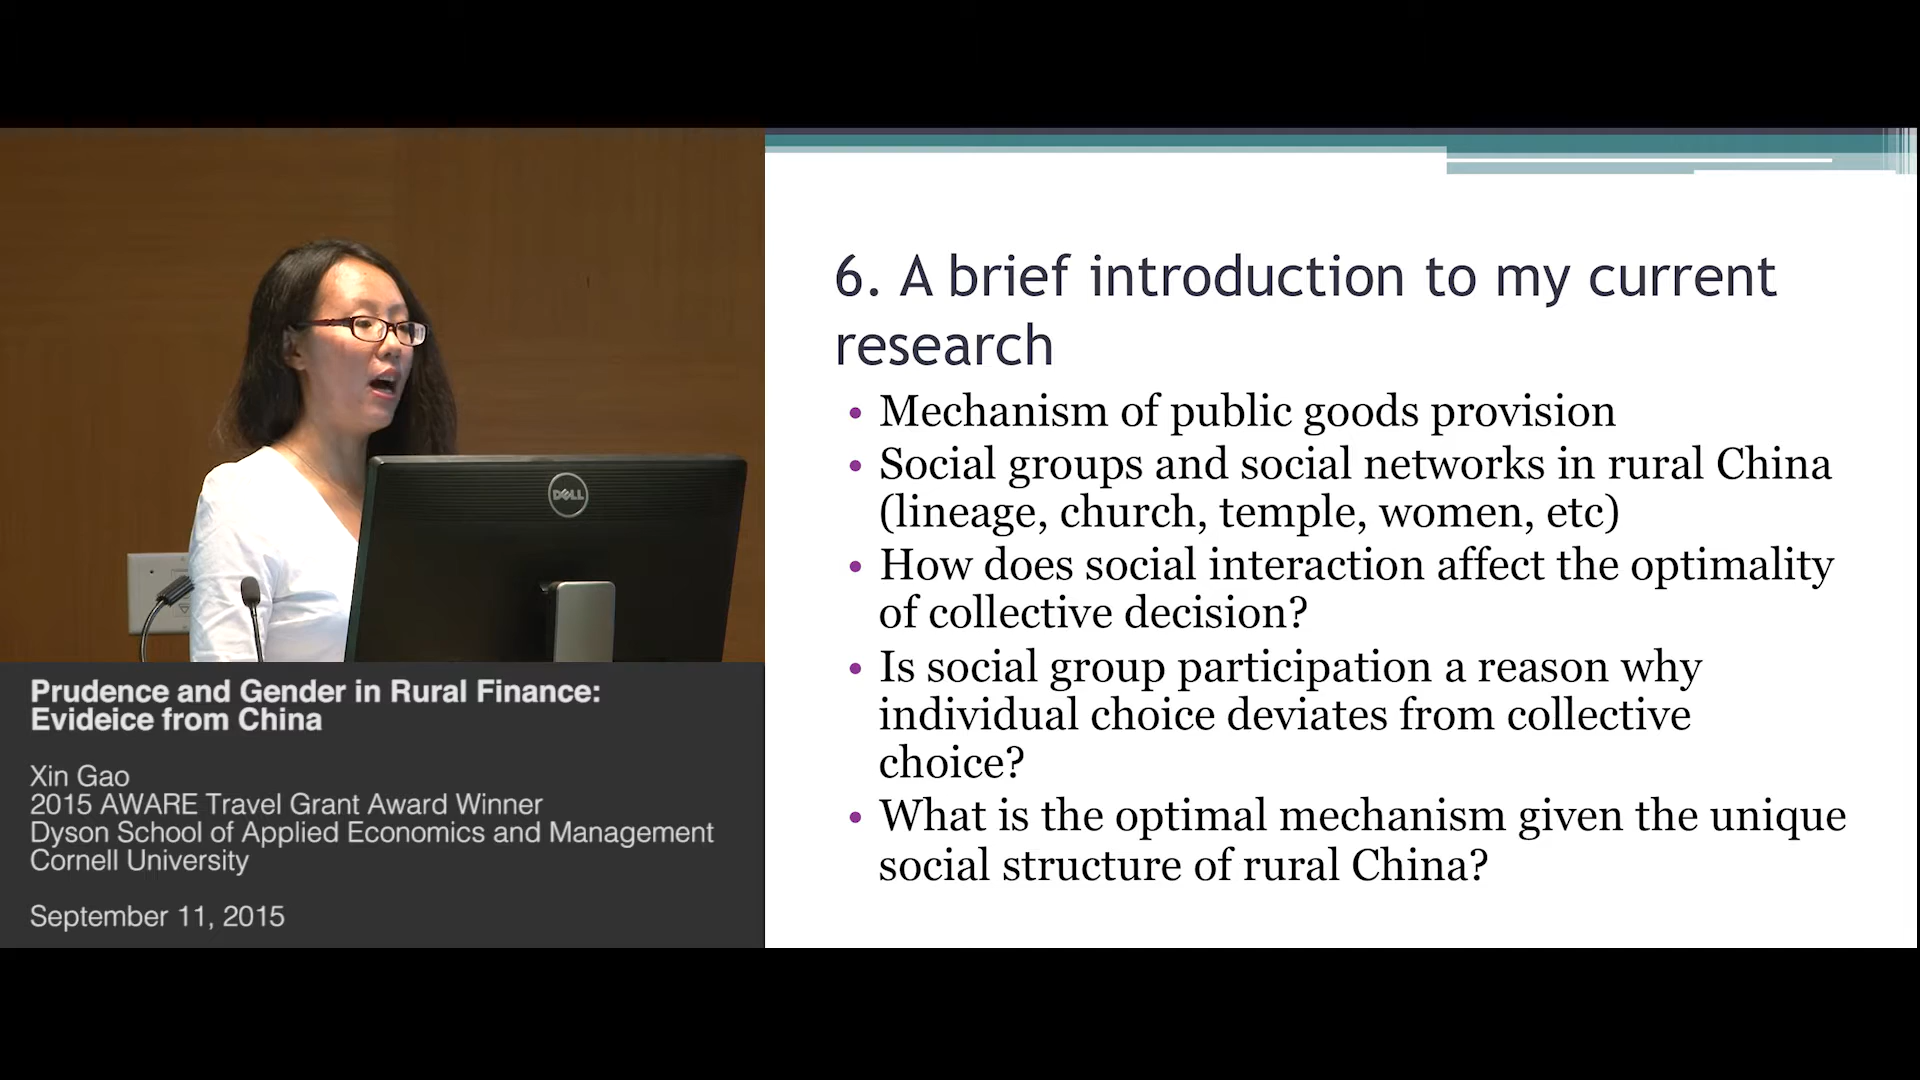 DELL
Prudence and Gender in Rural Finance:
Evideice from China
Xin Gao
2015 AWARE Travel Grant Award Winner
Dyson School of Applied Economics and Management
Cornell University
September 11, 2015
6. A brief introduction to my current
research
• Mechanism of public goods provision
• Social groups and social networks in rural China
(lineage, church, temple, women, etc)
• How does social interaction affect the optimality
of collective decision?
• Is social group participation a reason why
individual choice deviates from collective
choice?
• What is the optimal mechanism given the unique
social structure of rural China?